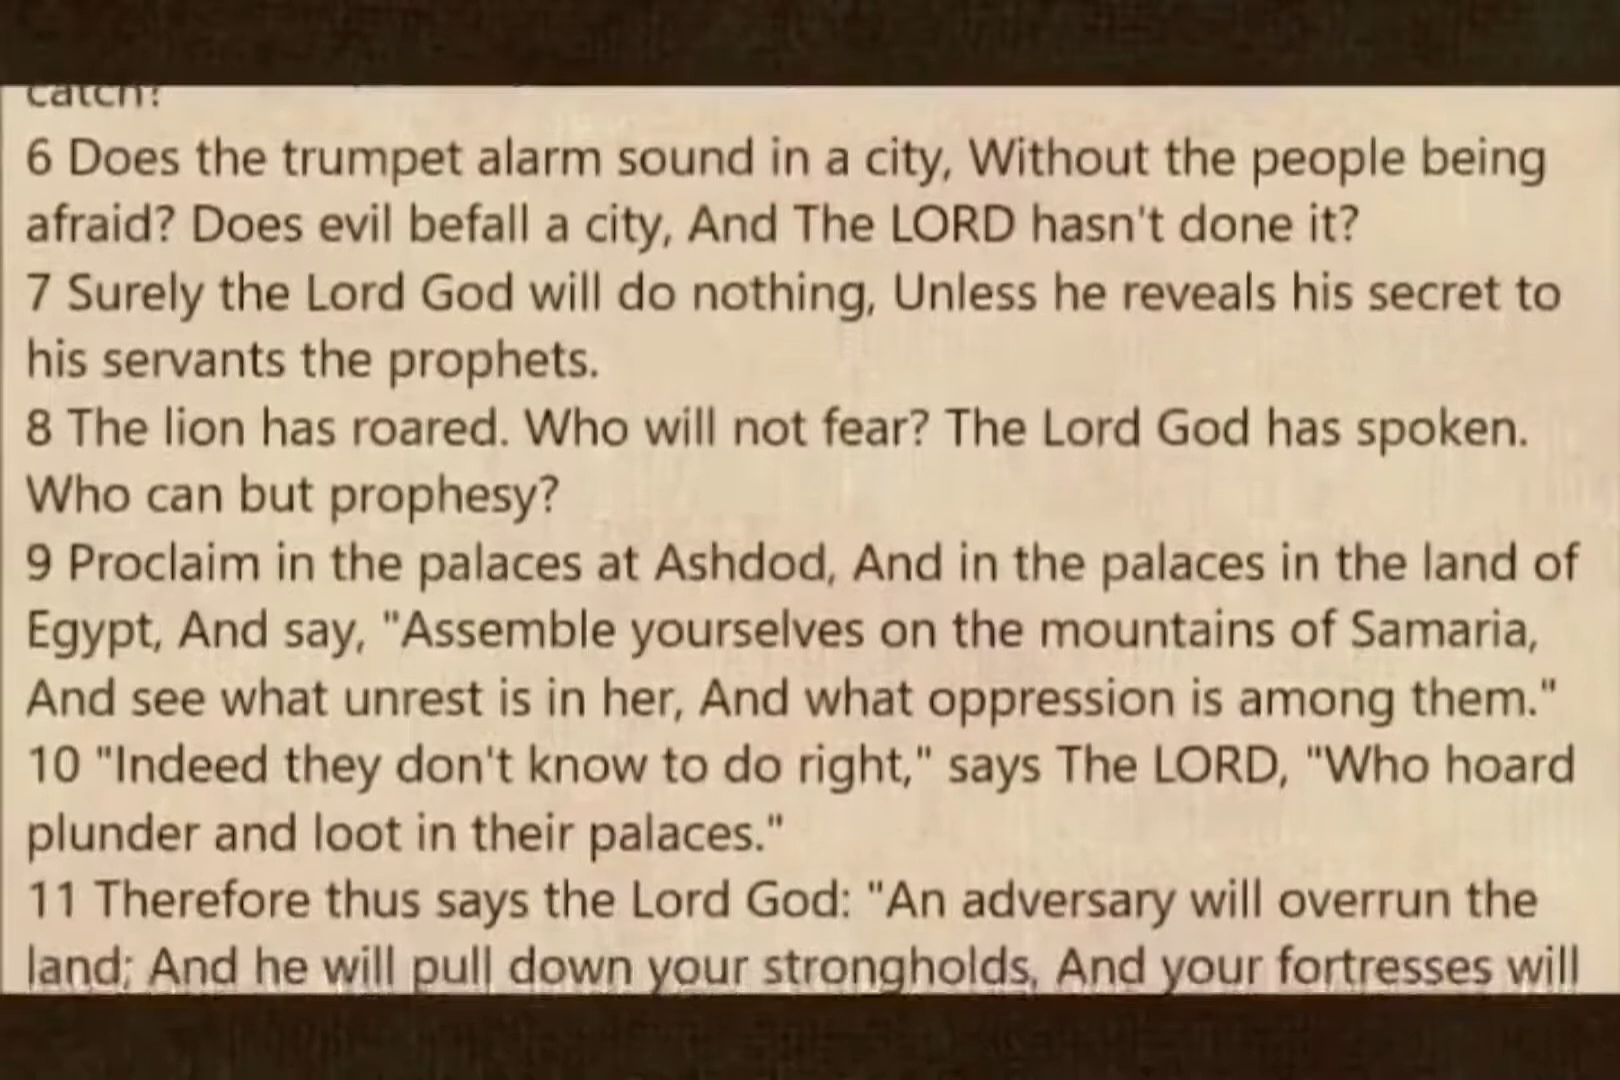 catch?
6 Does the trumpet alarm sound in a city, Without the people being
afraid? Does evil befall a city, And The LORD hasn't done it?
7 Surely the Lord God will do nothing, Unless he reveals his secret to
his servants the prophets.
8 The lion has roared. Who will not fear? The Lord God has spoken.
Who can but prophesy?
9 Proclaim in the palaces at Ashdod, And in the palaces in the land of
Egypt, And say, "Assemble yourselves on the mountains of Samaria,
And see what unrest is in her, And what oppression is among them."
10 "Indeed they don't know to do right," says The LORD, "Who hoard
plunder and loot in their palaces."
11 Therefore thus says the Lord God: "An adversary will overrun the
land; And he will pull down your strongholds, And your fortresses will